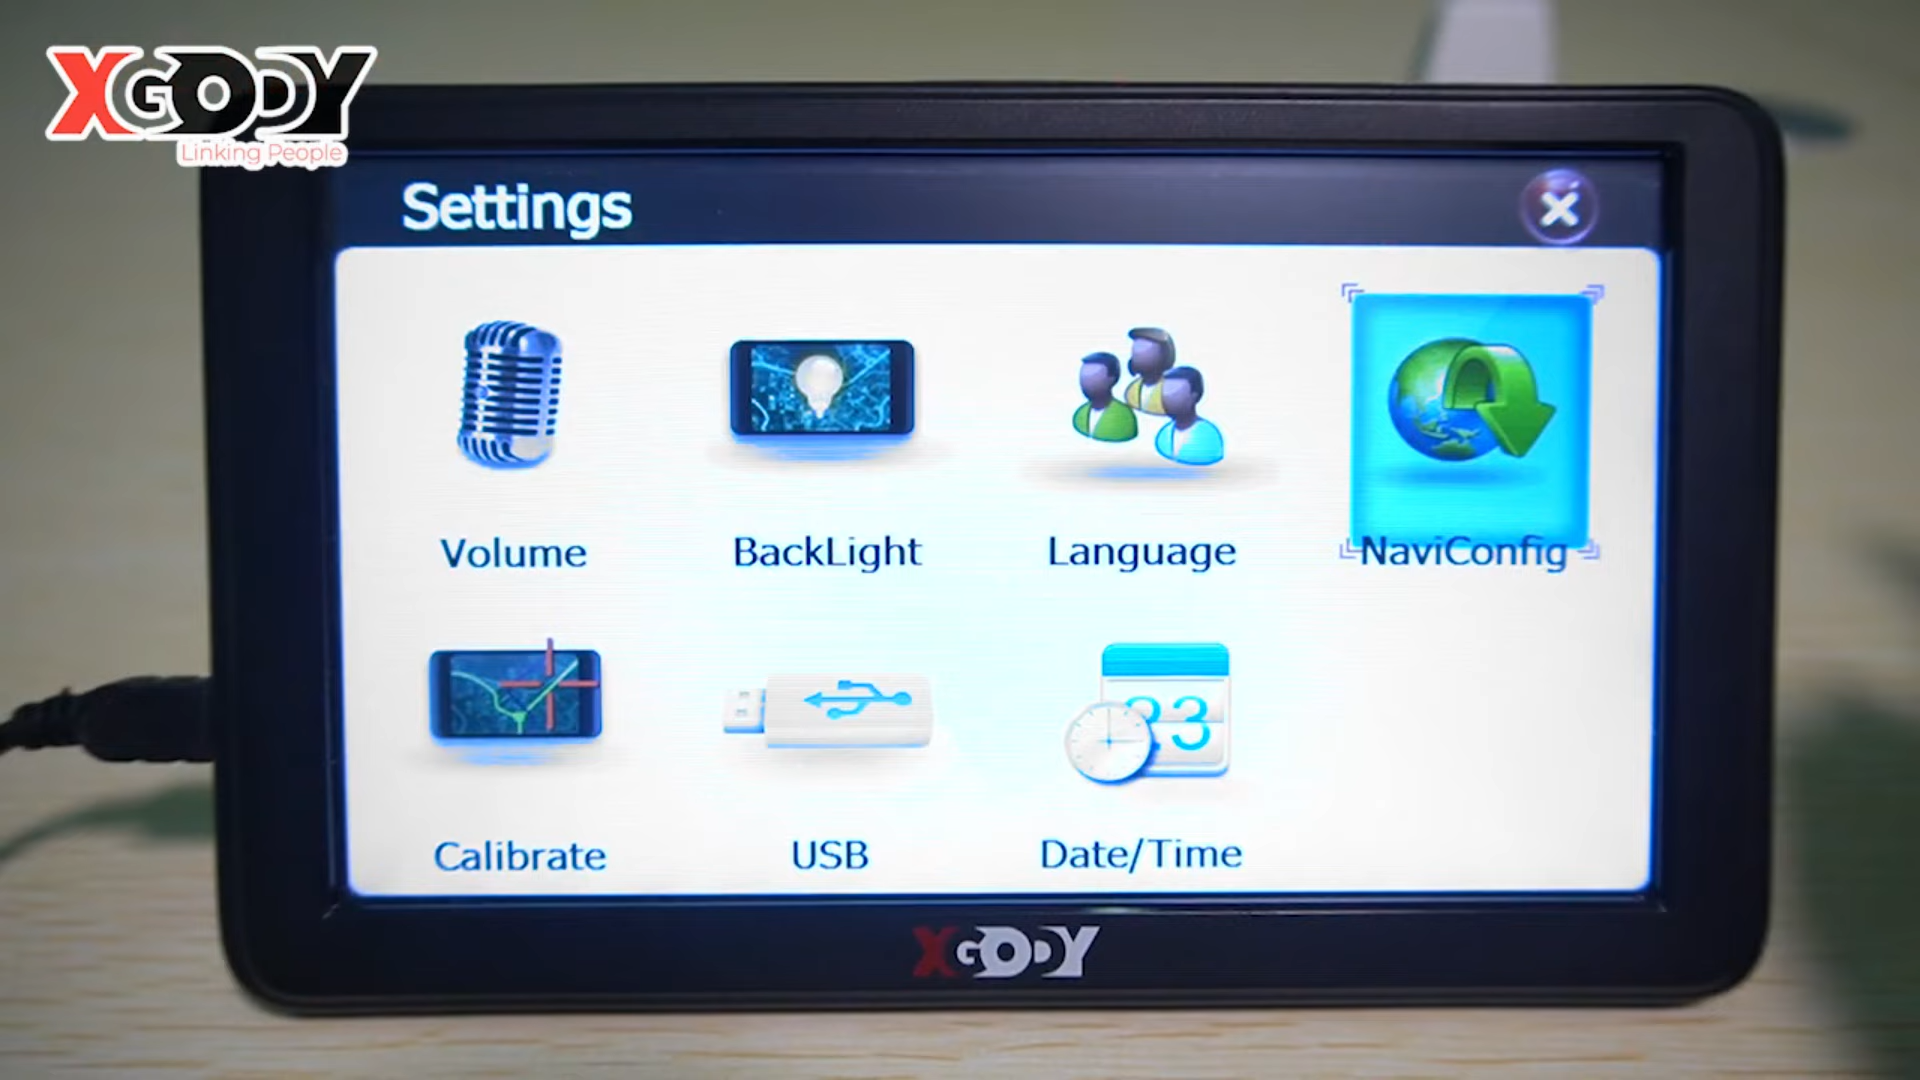 XGODY
Linking People
Settings
Volume
BackLight
Language
NaviConfig
23
Calibrate
USB
Date/Time
XGODY